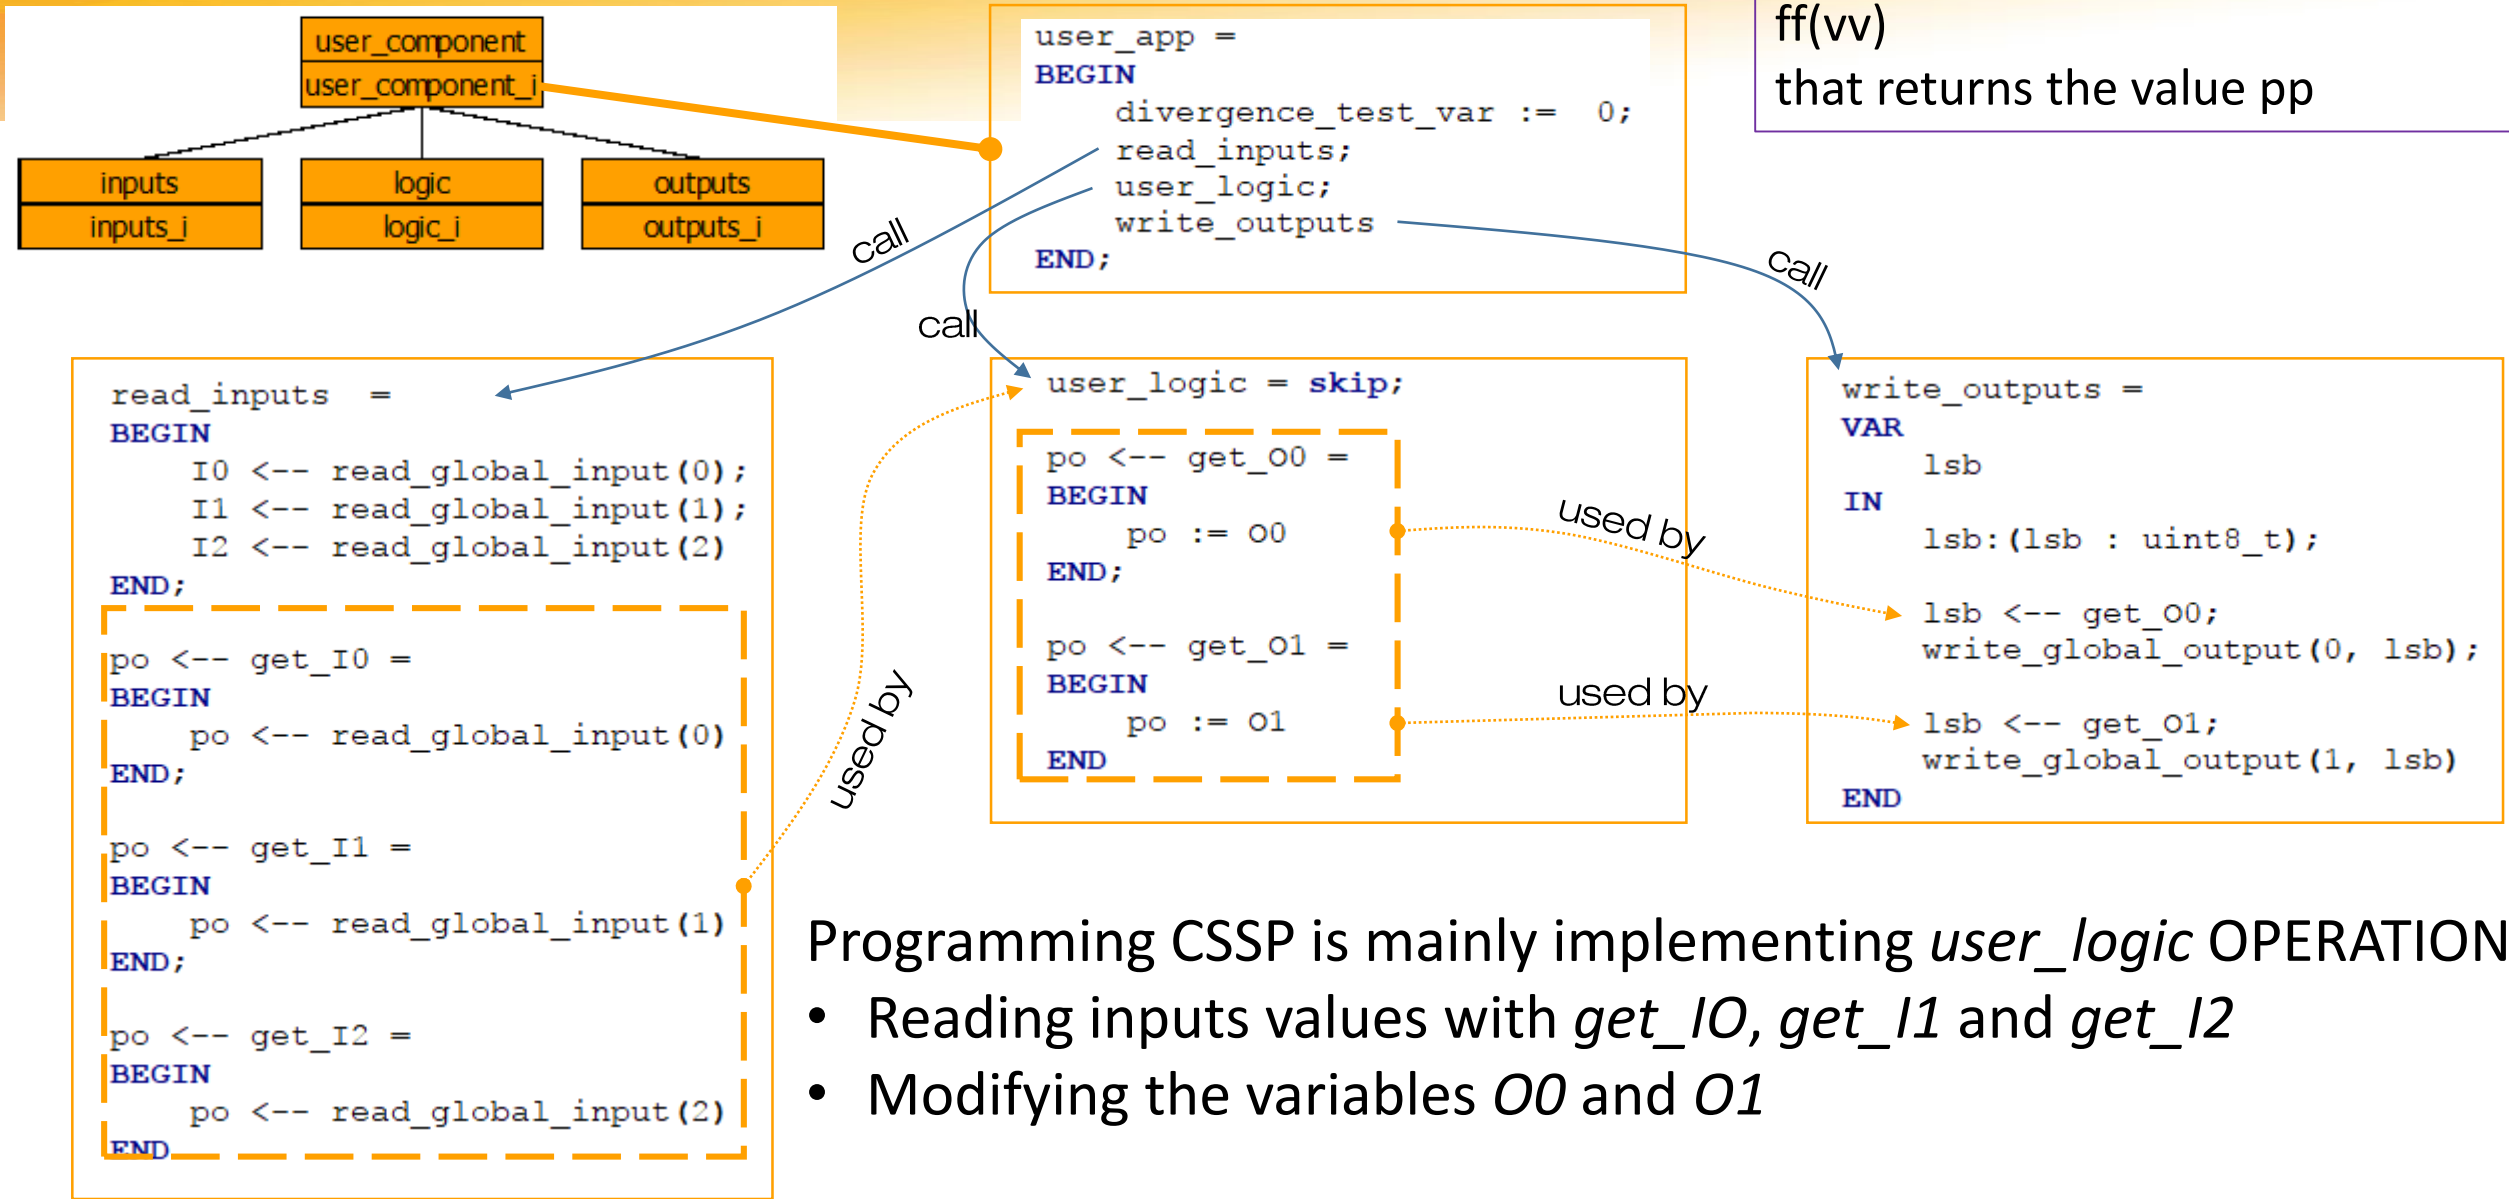 user_component
user_component_i
inputs
inputs_i
logic
logic_i
outputs
outputs_i
user_app =
BEGIN
divergence_test_var := 0;
read_inputs;
user_logic;
write_outputs
END;
ff(vv)
that returns the value pp
call
call
call
read_inputs =
BEGIN
I0 <-- read_global_input(0);
I1 <-- read_global_input(1);
I2 <-- read_global_input(2)
END;
po <-- get_I0 =
BEGIN
po <-- read_global_input(0)
END;
po <-- get_I1 =
BEGIN
po <-- read_global_input(1)
END;
po <-- get_I2 =
BEGIN
po <-- read_global_input(2)
END
used by
user_logic = skip;
po <-- get_O0 =
BEGIN
po := O0
END;
po <-- get_O1 =
BEGIN
po := O1
END
used by
used by
write_outputs =
VAR
lsb
IN
lsb:(lsb : uint8_t);
lsb <-- get_O0;
write_global_output(0, lsb);
lsb <-- get_O1;
write_global_output(1, lsb)
END
Programming CSSP is mainly implementing user_logic OPERATION
• Reading inputs values with get_IO, get_I1 and get_I2
• Modifying the variables O0 and O1